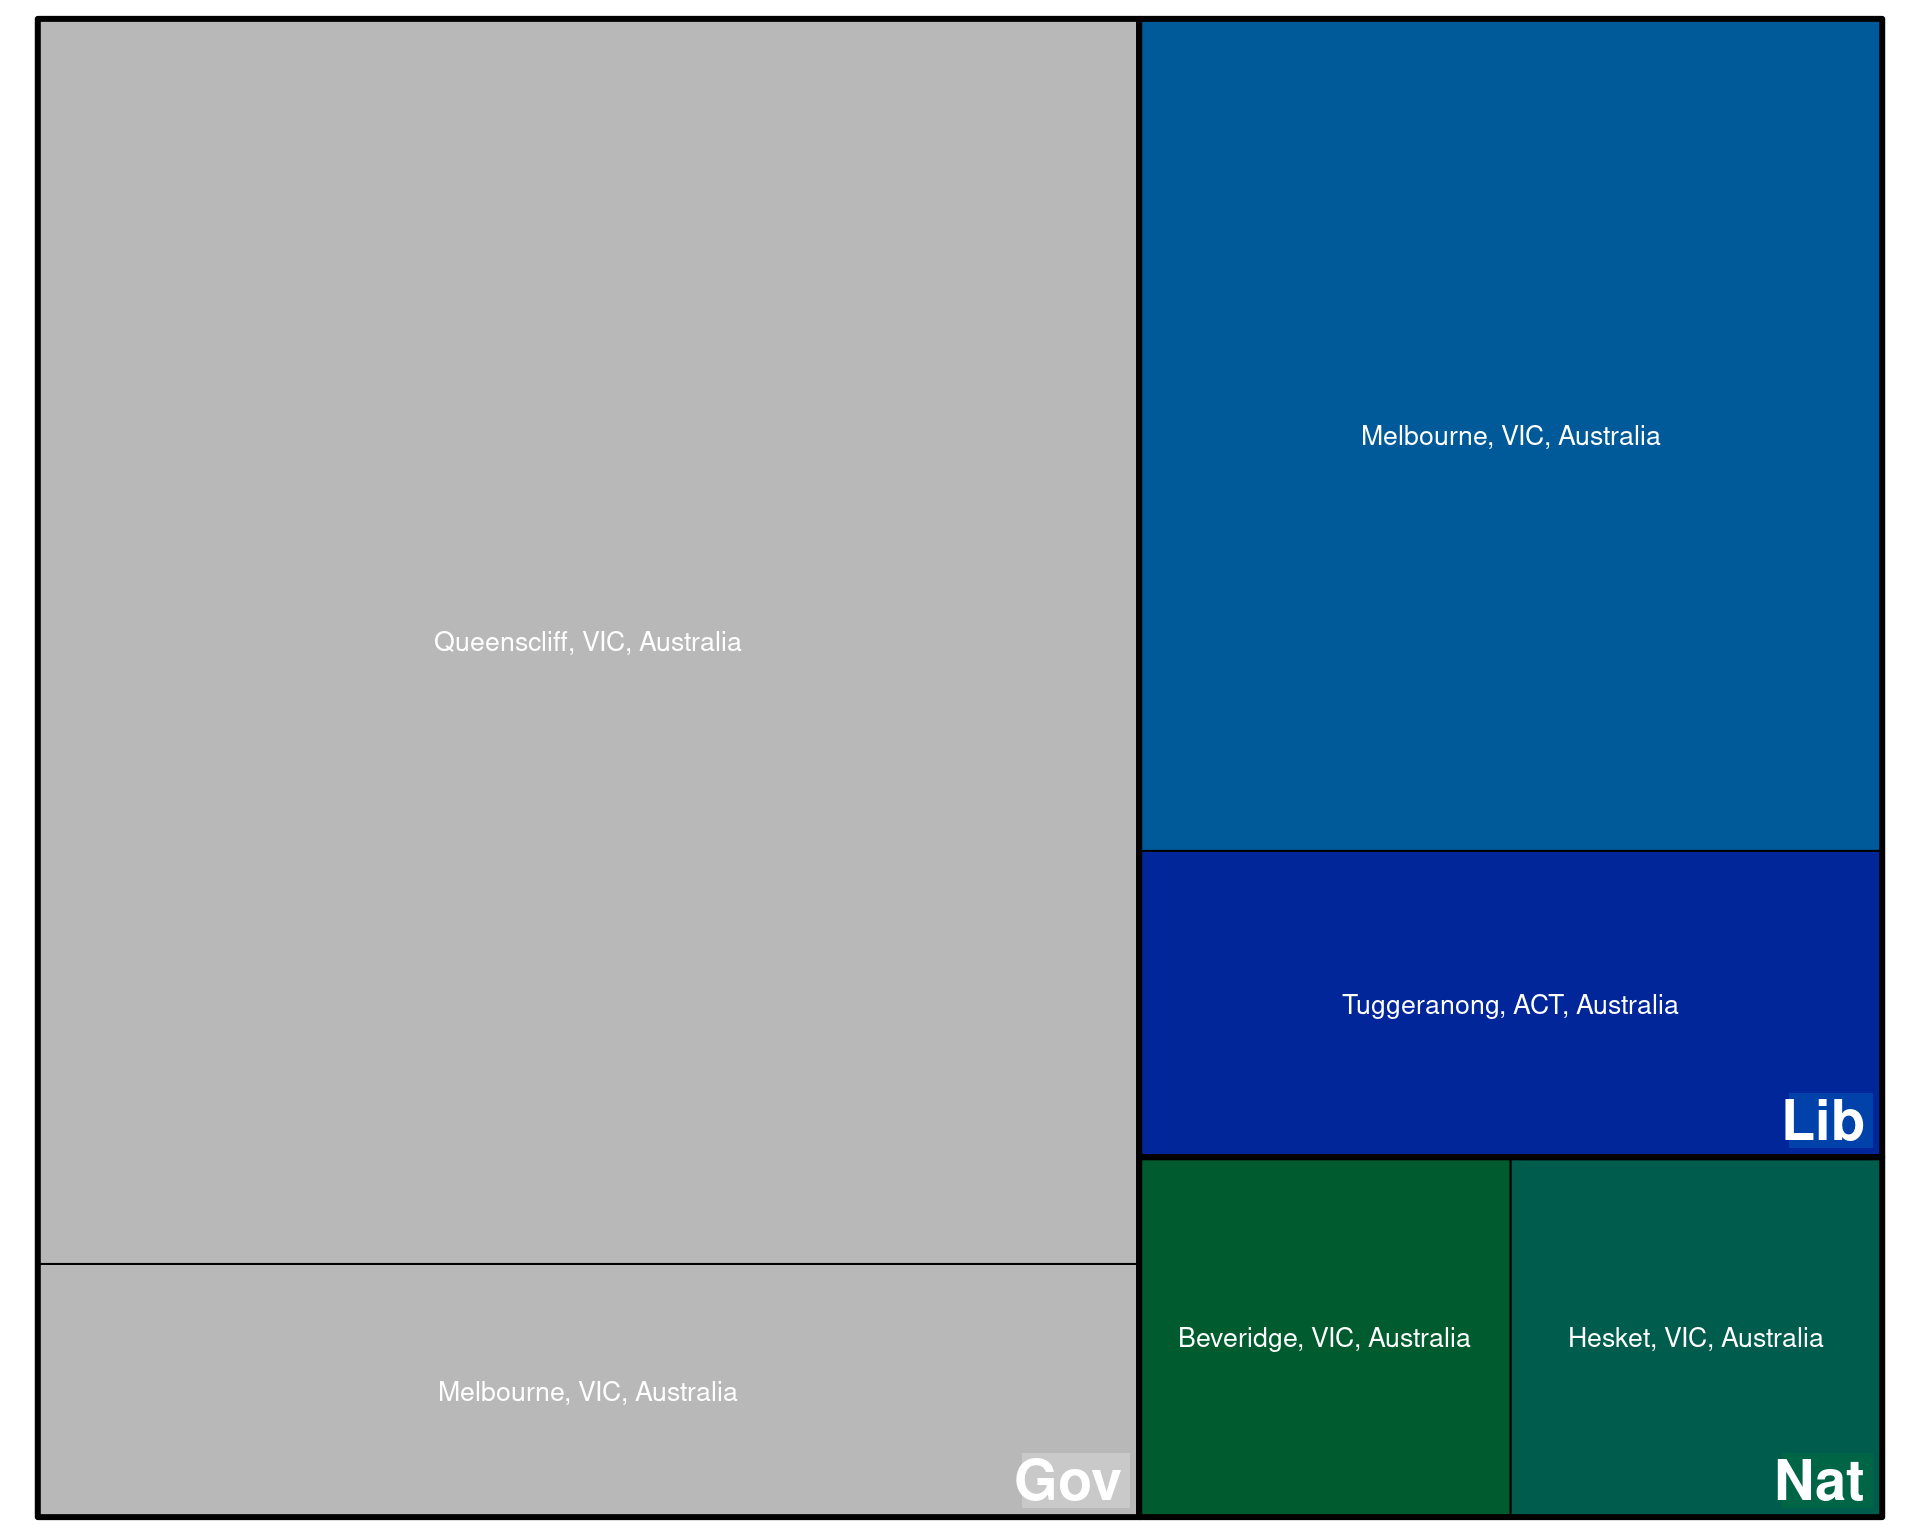 Queenscliff, VIC, Australia
Melbourne, VIC, Australia
Gov
Melbourne, VIC, Australia
Tuggeranong, ACT, Australia
Lib
Beveridge, VIC, Australia
Hesket, VIC, Australia
Nat